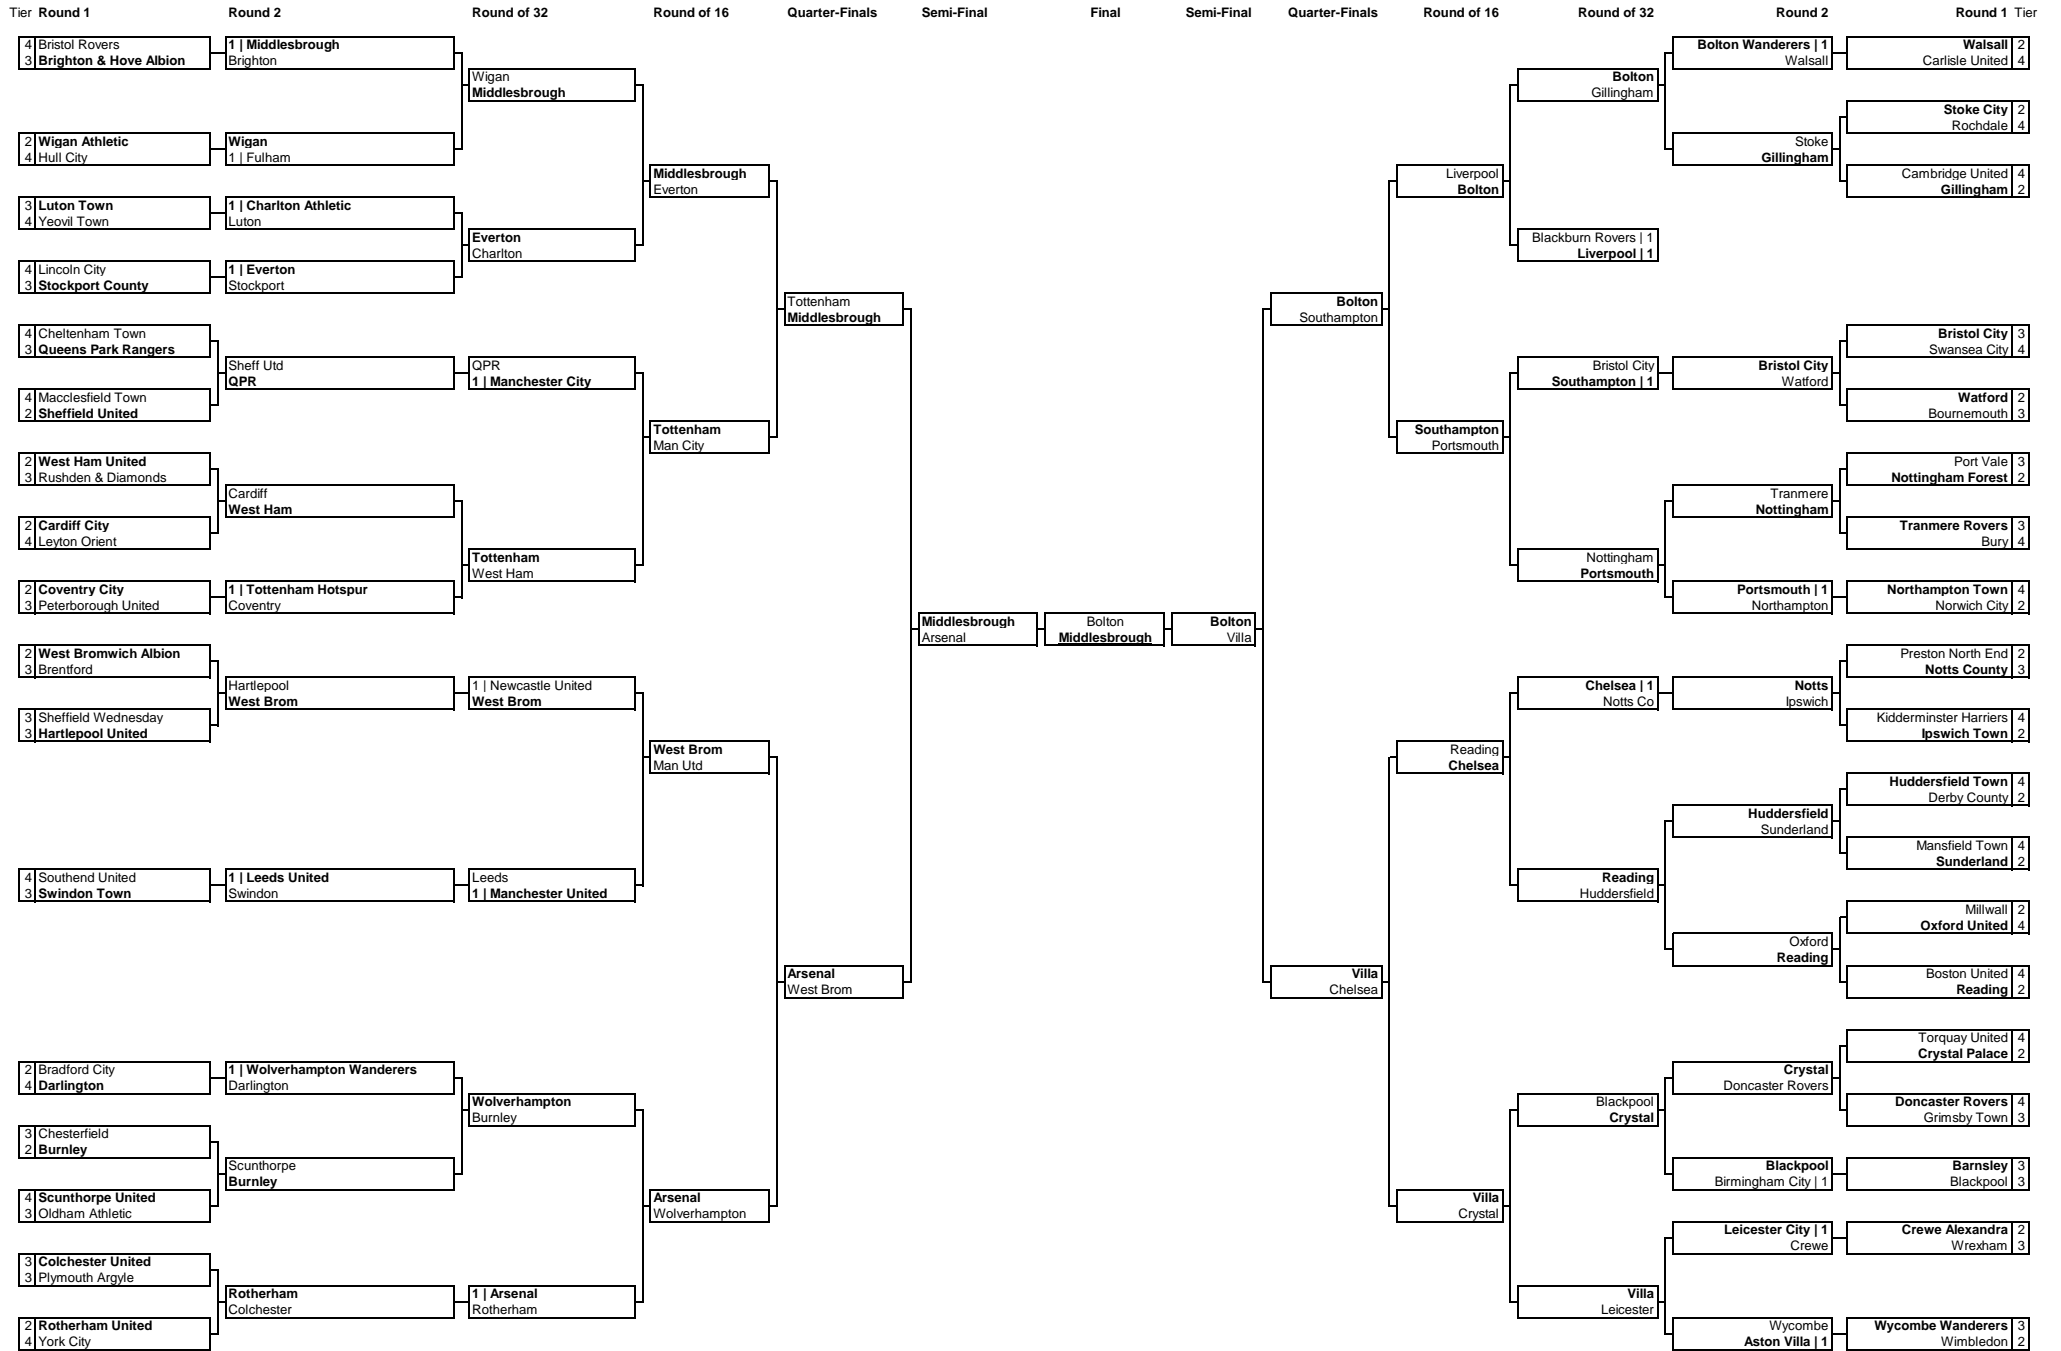 Tier Round 1 Round 2 Round of 32 Round of 16 Quarter-Finals Semi-Final Final Semi-Final Quarter-Finals Round of 16 Round of 32 Round 2 Round 1 Tier
4 Bristol Rovers
3 Brighton & Hove Albion
2 Wigan Athletic
4 Hull City
3 Luton Town
4 Yeovil Town
4 Lincoln City
3 Stockport County
4 Cheltenham Town
3 Queens Park Rangers
4 Macclesfield Town
2 Sheffield United
2 West Ham United
3 Rushden & Diamonds
2 Cardiff City
4 Leyton Orient
2 Coventry City
3 Peterborough United
2 West Bromwich Albion
3 Brentford
3 Sheffield Wednesday
3 Hartlepool United
4 Southend United
3 Swindon Town
2 Bradford City
4 Darlington
3 Chesterfield
2 Burnley
4 Scunthorpe United
3 Oldham Athletic
3 Colchester United
3 Plymouth Argyle
2 Rotherham United
4 York City
1 | Middlesbrough
Brighton
Wigan
1 | Fulham
1 | Charlton Athletic
Luton
1 | Everton
Stockport
Sheff Utd
QPR
Cardiff
West Ham
1 | Tottenham Hotspur
Coventry
Hartlepool
West Brom
1 | Leeds United
Swindon
1 | Wolverhampton Wanderers
Darlington
Scunthorpe
Burnley
Rotherham
Colchester
Wigan
Middlesbrough
Everton
Charlton
QPR
1 | Manchester City
Tottenham
West Ham
1 | Newcastle United
West Brom
Leeds
1 | Manchester United
Wolverhampton
Burnley
1 | Arsenal
Rotherham
Middlesbrough
Everton
Tottenham
Man City
West Brom
Man Utd
Arsenal
Wolverhampton
Tottenham
Middlesbrough
Arsenal
West Brom
Middlesbrough
Arsenal
Bolton
Middlesbrough
Bolton
Villa
Bolton
Southampton
Villa
Chelsea
Liverpool
Bolton
Southampton
Portsmouth
Reading
Chelsea
Villa
Crystal
Bolton
Gillingham
Blackburn Rovers | 1
Liverpool | 1
Bristol City
Southampton | 1
Nottingham
Portsmouth
Chelsea | 1
Notts Co
Reading
Huddersfield
Blackpool
Crystal
Villa
Leicester
Bolton Wanderers | 1
Walsall
Stoke
Gillingham
Bristol City
Watford
Tranmere
Nottingham
Portsmouth | 1
Northampton
Notts
Ipswich
Huddersfield
Sunderland
Oxford
Reading
Crystal
Doncaster Rovers
Blackpool
Birmingham City | 1
Leicester City | 1
Crewe
Wycombe
Aston Villa | 1
Walsall 2
Carlisle United 4
Stoke City 2
Rochdale 4
Cambridge United 4
Gillingham 2
Bristol City 3
Swansea City 4
Watford 2
Bournemouth 3
Port Vale 3
Nottingham Forest 2
Tranmere Rovers 3
Bury 4
Northampton Town 4
Norwich City 2
Preston North End 2
Notts County 3
Kidderminster Harriers 4
Ipswich Town 2
Huddersfield Town 4
Derby County 2
Mansfield Town 4
Sunderland 2
Millwall 2
Oxford United 4
Boston United 4
Reading 2
Torquay United 4
Crystal Palace 2
Doncaster Rovers 4
Grimsby Town 3
Barnsley 3
Blackpool 3
Crewe Alexandra 2
Wrexham 3
Wycombe Wanderers 3
Wimbledon 2